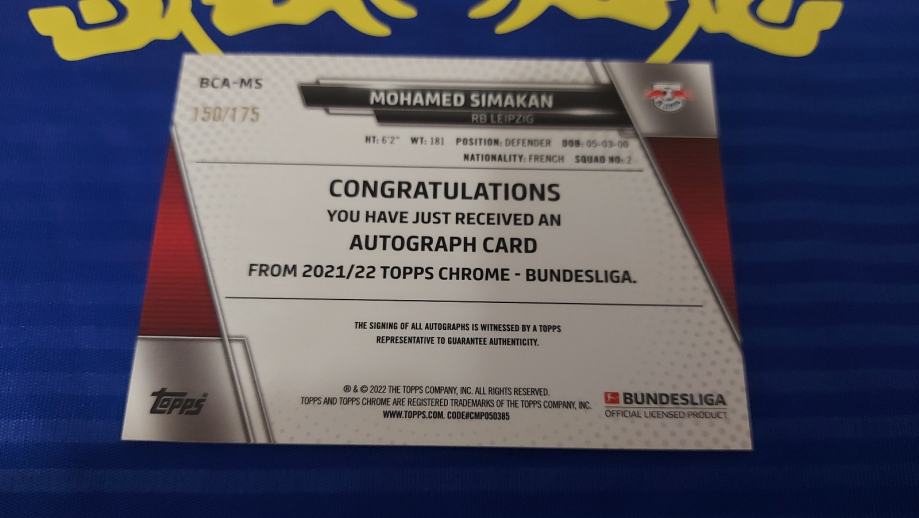 BCA-MS
150/175
MOHAMED SIMAKAN
RB LEIPZIG
HT: 6'2" WT: 181 POSITION: DEFENDER DOB: 05-03-00
NATIONALITY: FRENCH SQUAD NO: 2
CONGRATULATIONS
YOU HAVE JUST RECEIVED AN
AUTOGRAPH CARD
FROM 2021/22 TOPPS CHROME - BUNDESLIGA.
THE SIGNING OF ALL AUTOGRAPHS IS WITNESSED BY A TOPPS
REPRESENTATIVE TO GUARANTEE AUTHENTICITY.
® & © 2022 THE TOPPS COMPANY, INC. ALL RIGHTS RESERVED.
TOPPS AND TOPPS CHROME ARE REGISTERED TRADEMARKS OF THE TOPPS COMPANY, INC.
WWW.TOPPS.COM. CODE#CMP050385
Topps
BUNDESLIGA
OFFICIAL LICENSED PRODUCT